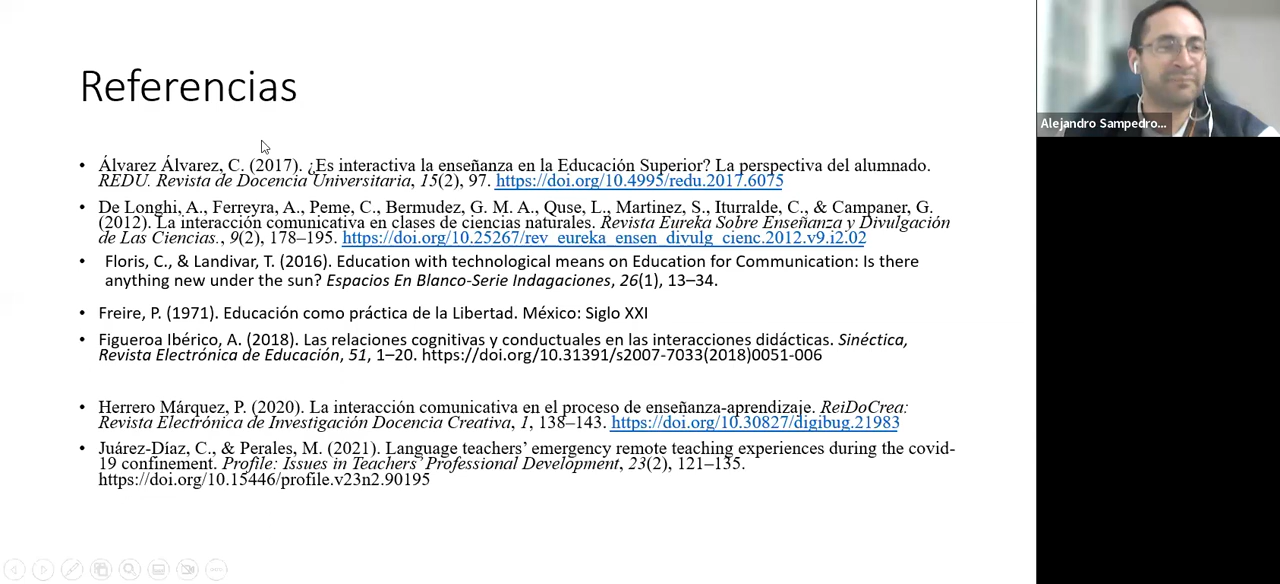 Referencias
• Álvarez Álvarez, C. (2017). ¿Es interactiva la enseñanza en la Educación Superior? La perspectiva del alumnado.
REDU. Revista de Docencia Universitaria, 15(2), 97. https://doi.org/10.4995/redu.2017.6075
• De Longhi, A., Ferreyra, A., Peme, C., Bermudez, G. M. A., Quse, L., Martinez, S., Iturralde, C., & Campaner, G.
(2012). La interacción comunicativa en clases de ciencias naturales. Revista Eureka Sobre Enseñanza y Divulgación
de Las Ciencias., 9(2), 178–195. https://doi.org/10.25267/rev_eureka_ensen_divulg_cienc.2012.v9.i2.02
• Floris, C., & Landivar, T. (2016). Education with technological means on Education for Communication: Is there
anything new under the sun? Espacios En Blanco-Serie Indagaciones, 26(1), 13–34.
• Freire, P. (1971). Educación como práctica de la Libertad. México: Siglo XXI
• Figueroa Ibérico, A. (2018). Las relaciones cognitivas y conductuales en las interacciones didácticas. Sinéctica,
Revista Electrónica de Educación, 51, 1–20. https://doi.org/10.31391/s2007-7033(2018)0051-006
• Herrero Márquez, P. (2020). La interacción comunicativa en el proceso de enseñanza-aprendizaje. ReiDoCrea:
Revista Electrónica de Investigación Docencia Creativa, 1, 138–143. https://doi.org/10.30827/digibug.21983
• Juárez-Díaz, C., & Perales, M. (2021). Language teachers’ emergency remote teaching experiences during the covid-
19 confinement. Profile: Issues in Teachers’ Professional Development, 23(2), 121–135.
https://doi.org/10.15446/profile.v23n2.90195
Alejandro Sampedro...